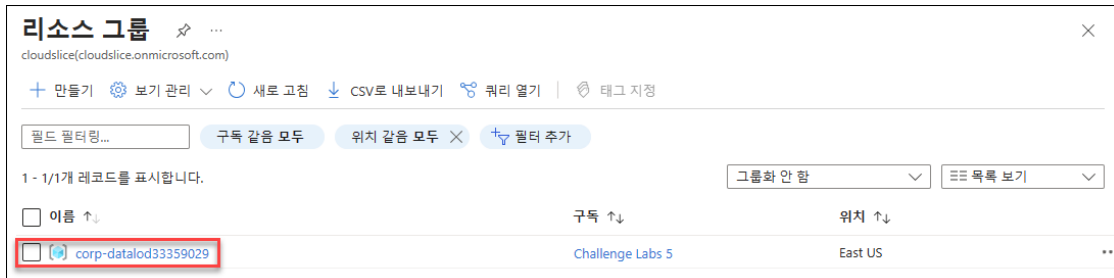 리소스 그룹
cloudslice(cloudslice.onmicrosoft.com)
만들기 보기 관리 새로 고침 CSV로 내보내기 쿼리 열기 태그 지정
필드 필터링... 구독 같음 모두 위치 같음 모두 필터 추가
1 - 1/1개 레코드를 표시합니다. 그룹화 안 함 목록 보기
이름 구독 위치
corp-datalod33359029 Challenge Labs 5 East US